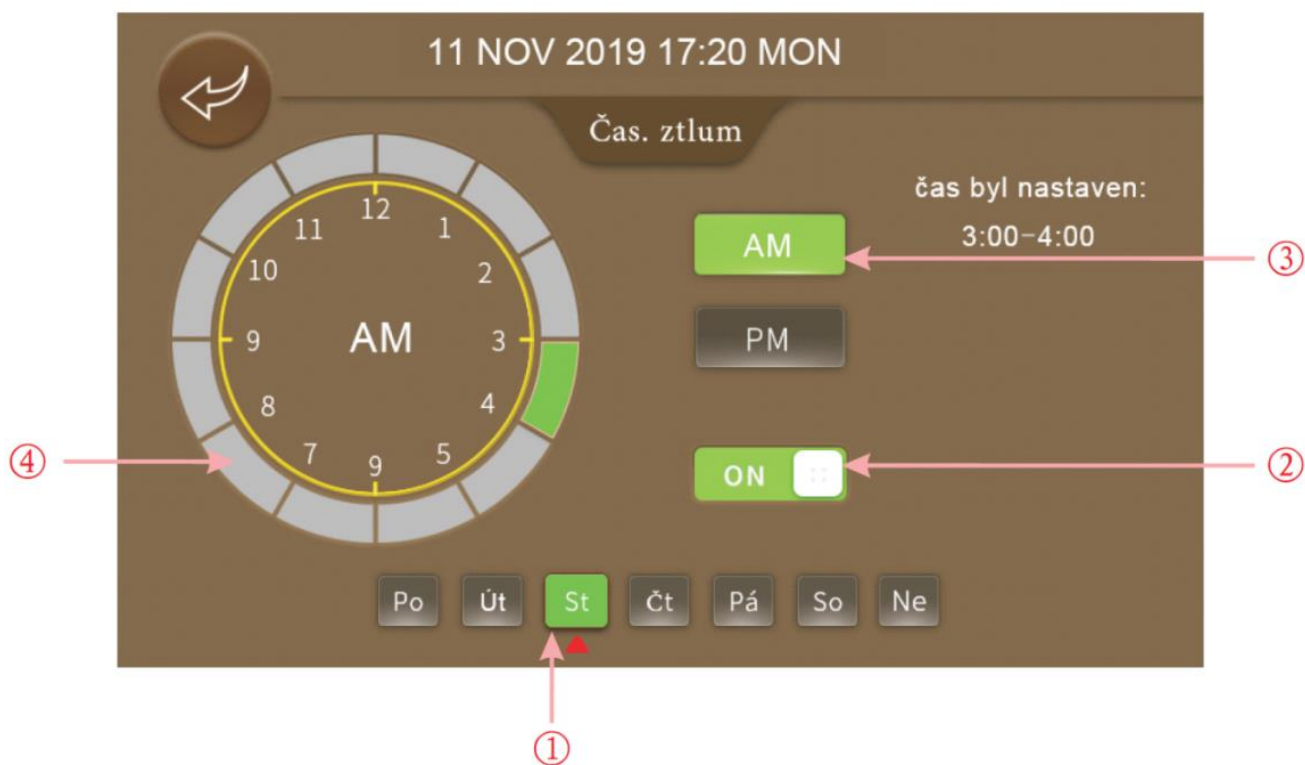 11 NOV 2019 17:20 MON
Čas. ztlum
čas byl nastaven:
3:00-4:00
12
1
2
3
4
5
9
7
8
9
10
11
AM
AM
PM
ON
Po Út St Čt Pá So Ne
③
②
④
①